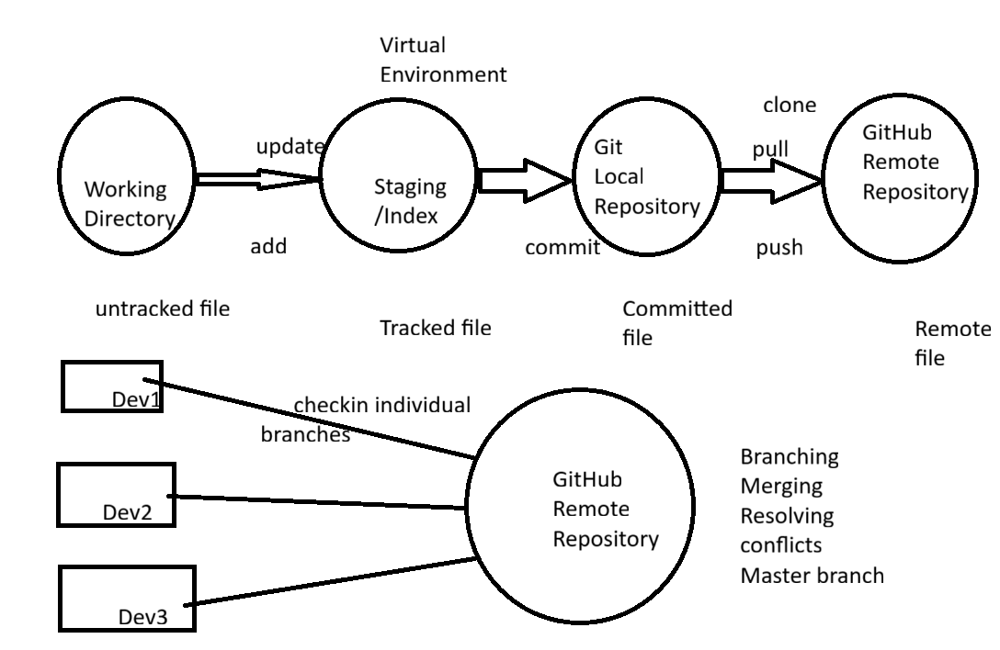 Virtual
Environment
clone
update
pull
Working
Directory
Staging
/Index
Git
Local
Repository
GitHub
Remote
Repository
add
commit
push
untracked file
Tracked file
Committed
file
Remote
file
Dev1
checkin individual
branches
Dev2
Dev3
GitHub
Remote
Repository
Branching
Merging
Resolving
conflicts
Master branch